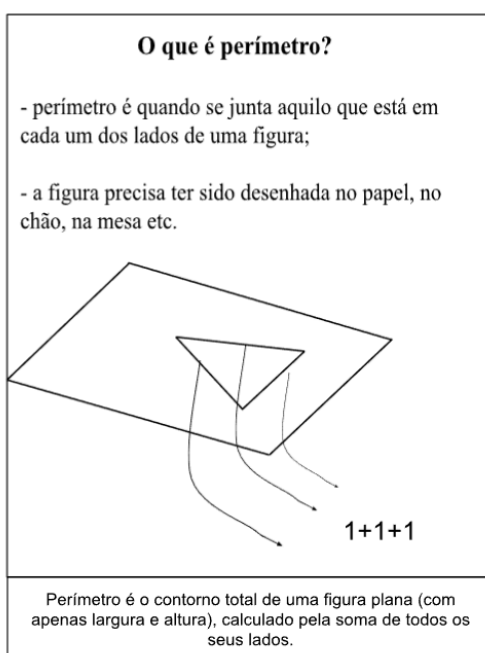 O que é perímetro?
- perímetro é quando se junta aquilo que está em
cada um dos lados de uma figura;
- a figura precisa ter sido desenhada no papel, no
chão, na mesa etc.
1+1+1
Perímetro é o contorno total de uma figura plana (com
apenas largura e altura), calculado pela soma de todos os
seus lados.